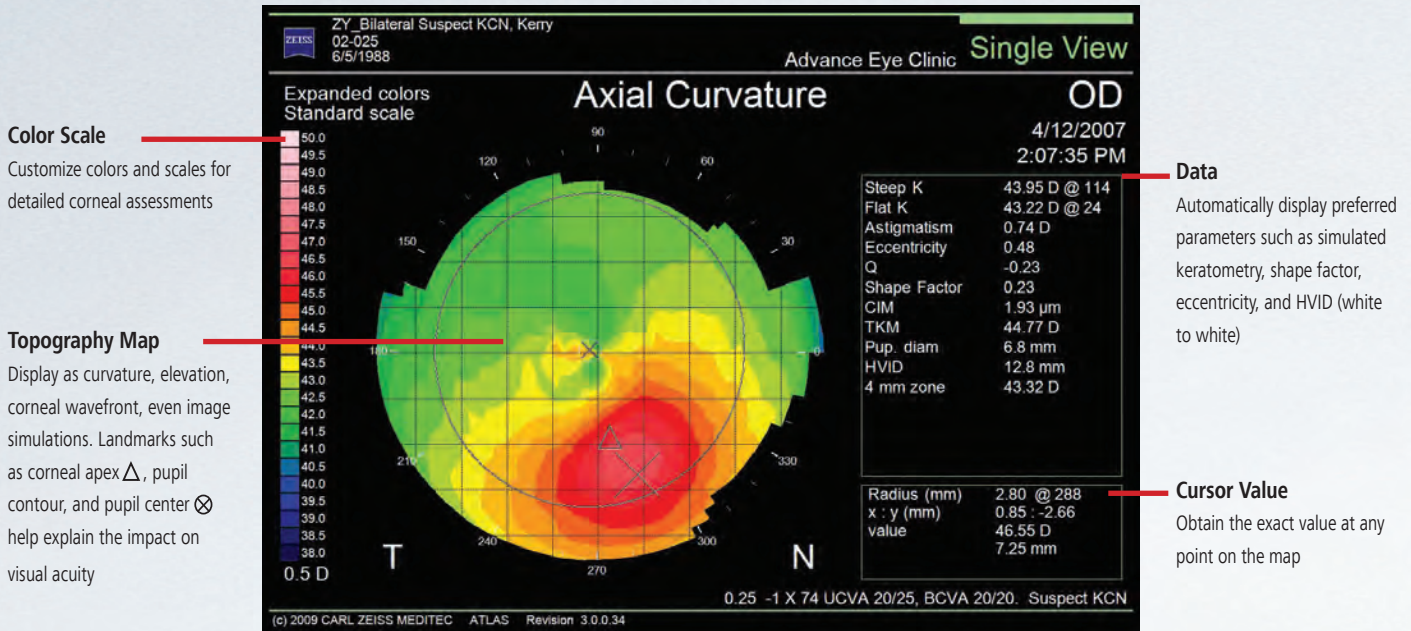 ZEISS
ZY_Bilateral Suspect KCN, Kerry
02-025
6/5/1988
Advance Eye Clinic
Single View
Expanded colors
Standard scale
Axial Curvature
OD
4/12/2007
2:07:35 PM
Color Scale
Customize colors and scales for
detailed corneal assessments
Topography Map
Display as curvature, elevation,
corneal wavefront, even image
simulations. Landmarks such
as corneal apex △, pupil
contour, and pupil center ⊗
help explain the impact on
visual acuity
50.0
49.5
49.0
48.5
48.0
47.5
47.0
46.5
46.0
45.5
45.0
44.5
44.0
43.5
43.0
42.5
42.0
41.5
41.0
40.5
40.0
39.5
39.0
38.5
38.0
0.5 D
90
120
60
150
30
180
0
210
330
240
300
270
T
N
Steep K 43.95 D @ 114
Flat K 43.22 D @ 24
Astigmatism 0.74 D
Eccentricity 0.48
Q -0.23
Shape Factor 0.23
CIM 1.93 µm
TKM 44.77 D
Pup. diam 6.8 mm
HVID 12.8 mm
4 mm zone 43.32 D
Radius (mm) 2.80 @ 288
x : y (mm) 0.85 : -2.66
value 46.55 D
7.25 mm
0.25 -1 X 74 UCVA 20/25, BCVA 20/20. Suspect KCN
(c) 2009 CARL ZEISS MEDITEC ATLAS Revision 3.0.0.34
Data
Automatically display preferred
parameters such as simulated
keratometry, shape factor,
eccentricity, and HVID (white
to white)
Cursor Value
Obtain the exact value at any
point on the map